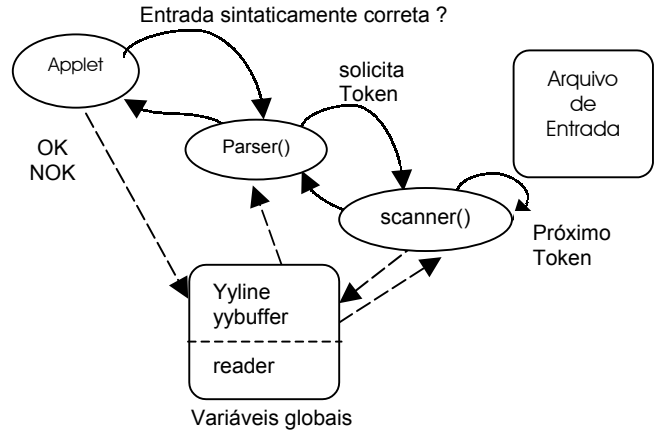 Entrada sintaticamente correta ?
Applet
solicita
Token
Arquivo
de
Entrada
OK
NOK
Parser()
scanner()
Próximo
Token
Yyline
yybuffer
reader
Variáveis globais